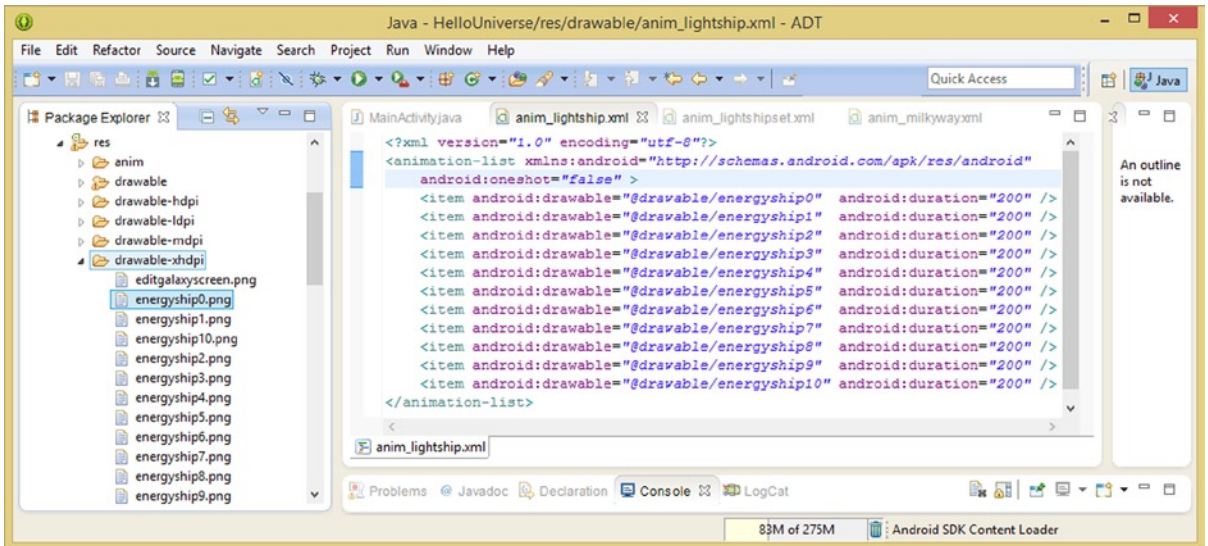 Java - HelloUniverse/res/drawable/anim_lightship.xml - ADT
File Edit Refactor Source Navigate Search Project Run Window Help
Quick Access
Java
Package Explorer
res
anim
drawable
drawable-hdpi
drawable-ldpi
drawable-mdpi
drawable-xhdpi
editgalaxyscreen.png
energyship0.png
energyship1.png
energyship10.png
energyship2.png
energyship3.png
energyship4.png
energyship5.png
energyship6.png
energyship7.png
energyship8.png
energyship9.png
MainActivity.java anim_lightship.xml anim_lightshipset.xml anim_milkyway.xml
<?xml version="1.0" encoding="utf-8"?>
<animation-list xmlns:android="http://schemas.android.com/apk/res/android"
android:oneshot="false" >
<item android:drawable="@drawable/energyship0" android:duration="200" />
<item android:drawable="@drawable/energyship1" android:duration="200" />
<item android:drawable="@drawable/energyship2" android:duration="200" />
<item android:drawable="@drawable/energyship3" android:duration="200" />
<item android:drawable="@drawable/energyship4" android:duration="200" />
<item android:drawable="@drawable/energyship5" android:duration="200" />
<item android:drawable="@drawable/energyship6" android:duration="200" />
<item android:drawable="@drawable/energyship7" android:duration="200" />
<item android:drawable="@drawable/energyship8" android:duration="200" />
<item android:drawable="@drawable/energyship9" android:duration="200" />
<item android:drawable="@drawable/energyship10" android:duration="200" />
</animation-list>
anim_lightship.xml
An outline
is not
available.
Problems @ Javadoc Declaration Console LogCat
83M of 275M
Android SDK Content Loader